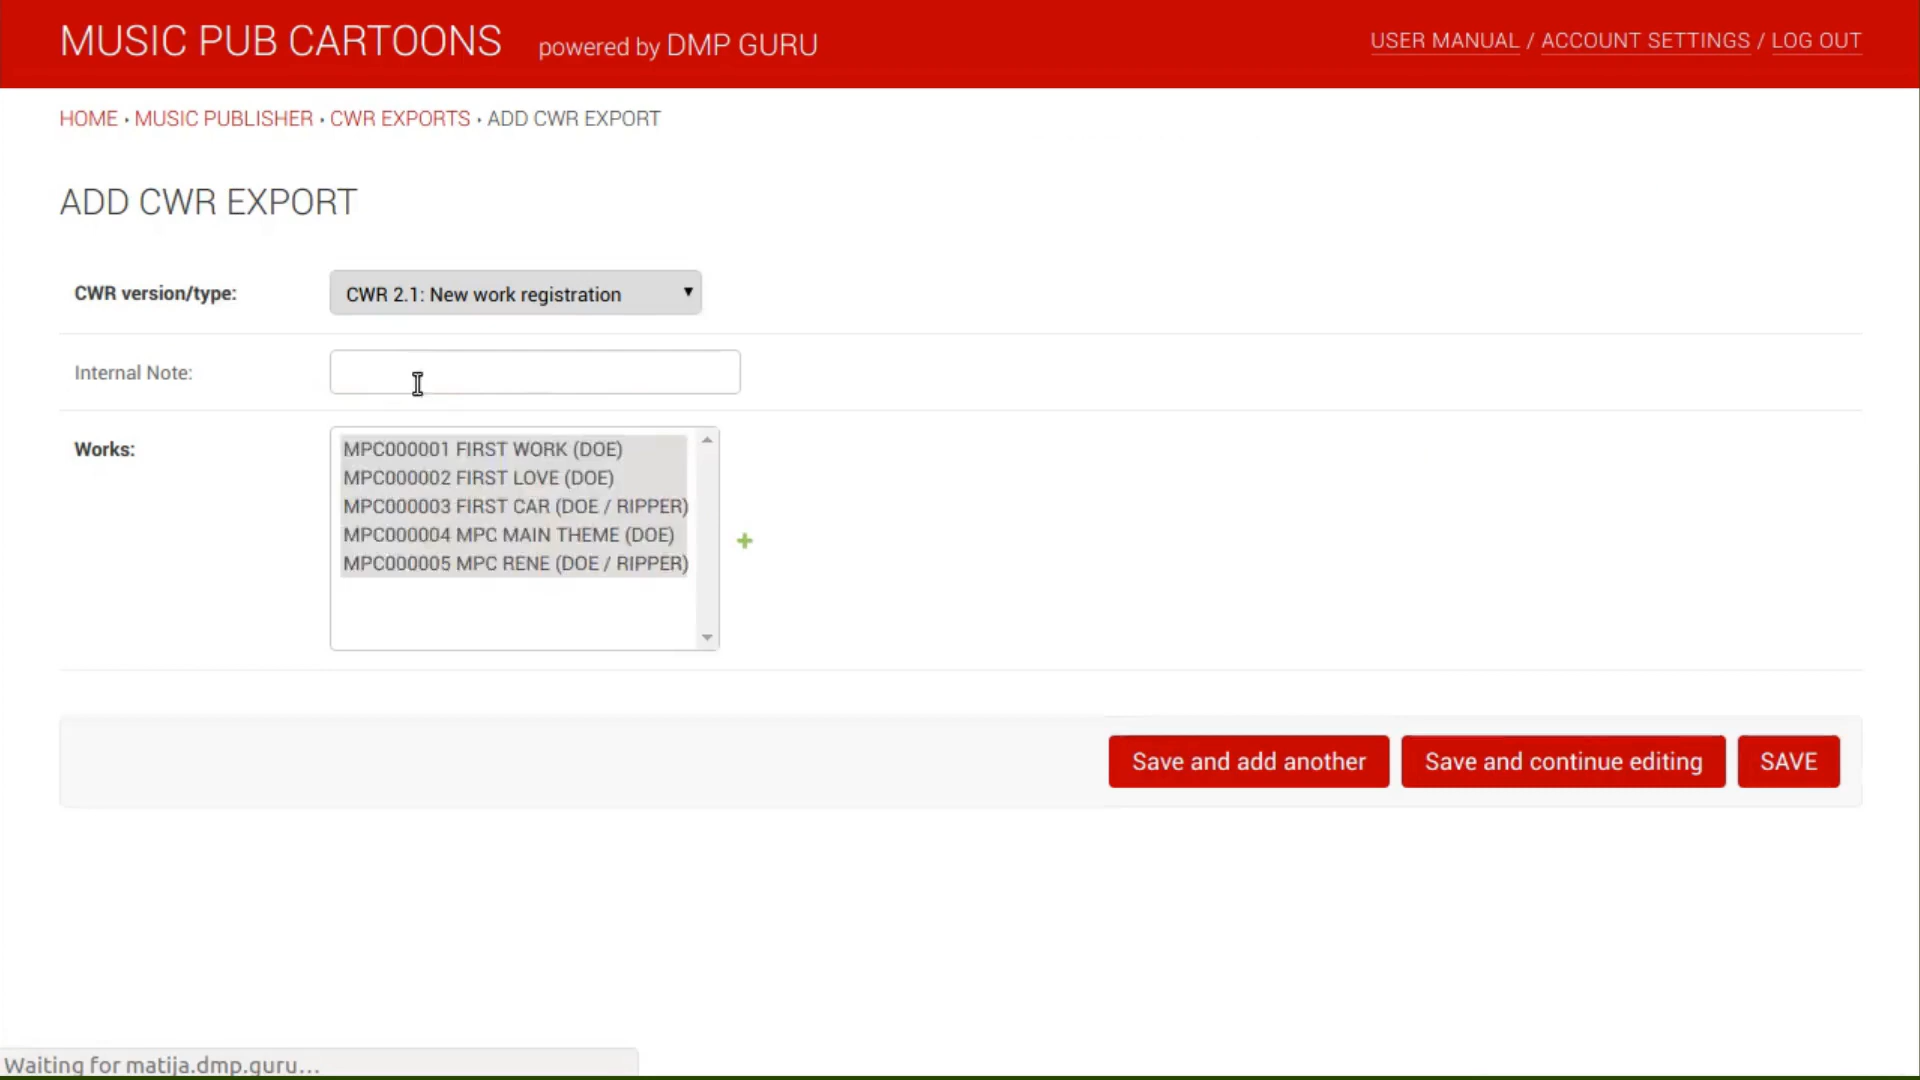 MUSIC PUB CARTOONS powered by DMP GURU USER MANUAL / ACCOUNT SETTINGS / LOG OUT
HOME › MUSIC PUBLISHER › CWR EXPORTS › ADD CWR EXPORT
ADD CWR EXPORT
CWR version/type: CWR 2.1: New work registration
Internal Note:
Works:
MPC000001 FIRST WORK (DOE)
MPC000002 FIRST LOVE (DOE)
MPC000003 FIRST CAR (DOE / RIPPER)
MPC000004 MPC MAIN THEME (DOE)
MPC000005 MPC RENE (DOE / RIPPER)
Save and add another Save and continue editing SAVE
Waiting for matija.dmp.guru...